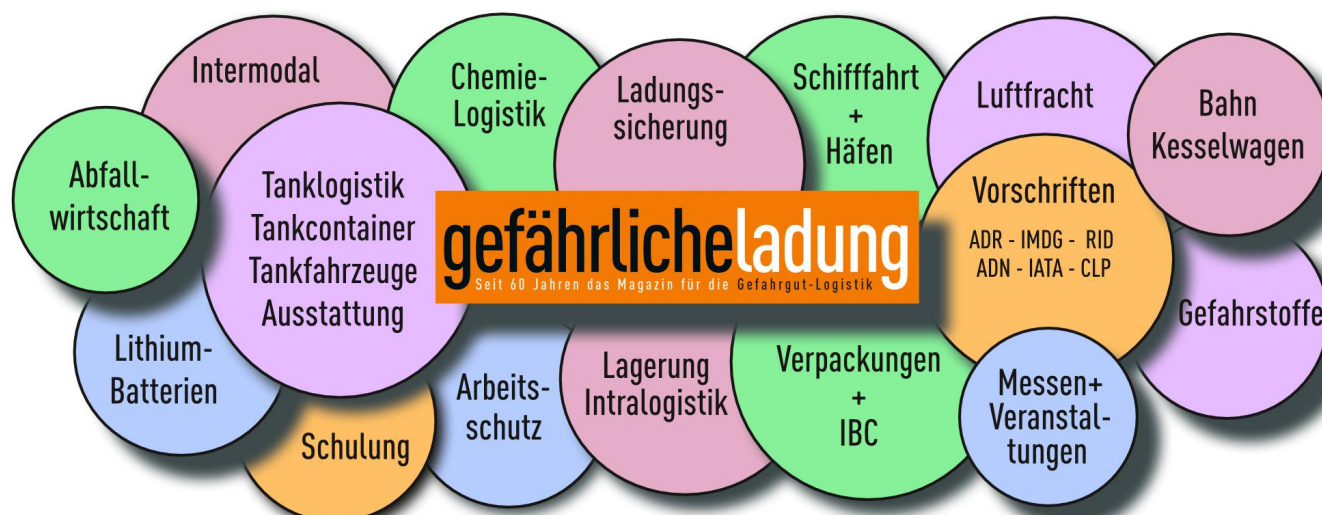 Intermodal
Chemie-
Logistik
Ladungs-
sicherung
Schifffahrt
+
Häfen
Luftfracht
Bahn
Kesselwagen
Abfall-
wirtschaft
Tanklogistik
Tankcontainer
Tankfahrzeuge
Ausstattung
gefährlicheladung
Seit 60 Jahren das Magazin für die Gefahrgut-Logistik
Vorschriften
ADR - IMDG - RID
ADN - IATA - CLP
Gefahrstoffe
Lithium-
Batterien
Schulung
Arbeits-
schutz
Lagerung
Intralogistik
Verpackungen
+
IBC
Messen+
Veranstal-
tungen